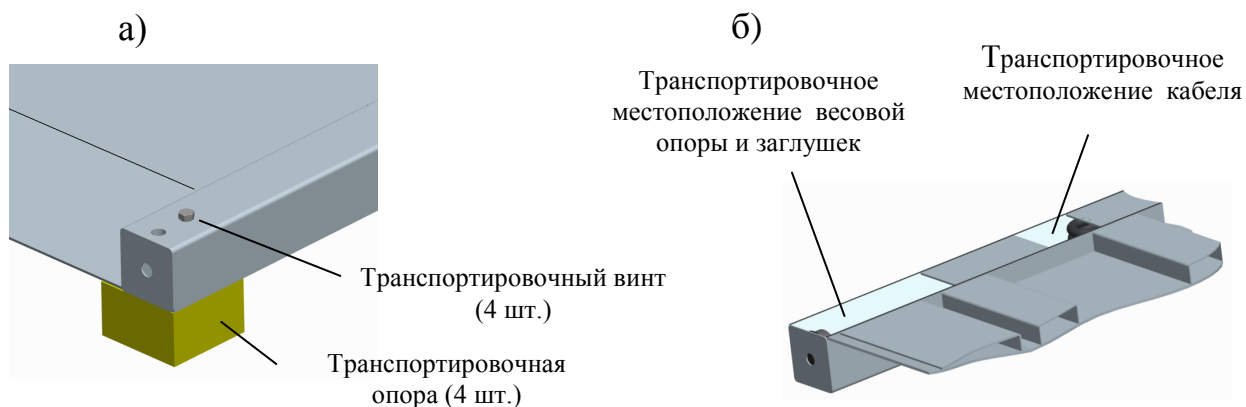 а)
Транспортировочный винт
(4 шт.)
Транспортировочная
опора (4 шт.)
б)
Транспортировочное
местоположение весовой
опоры и заглушек
Транспортировочное
местоположение кабеля